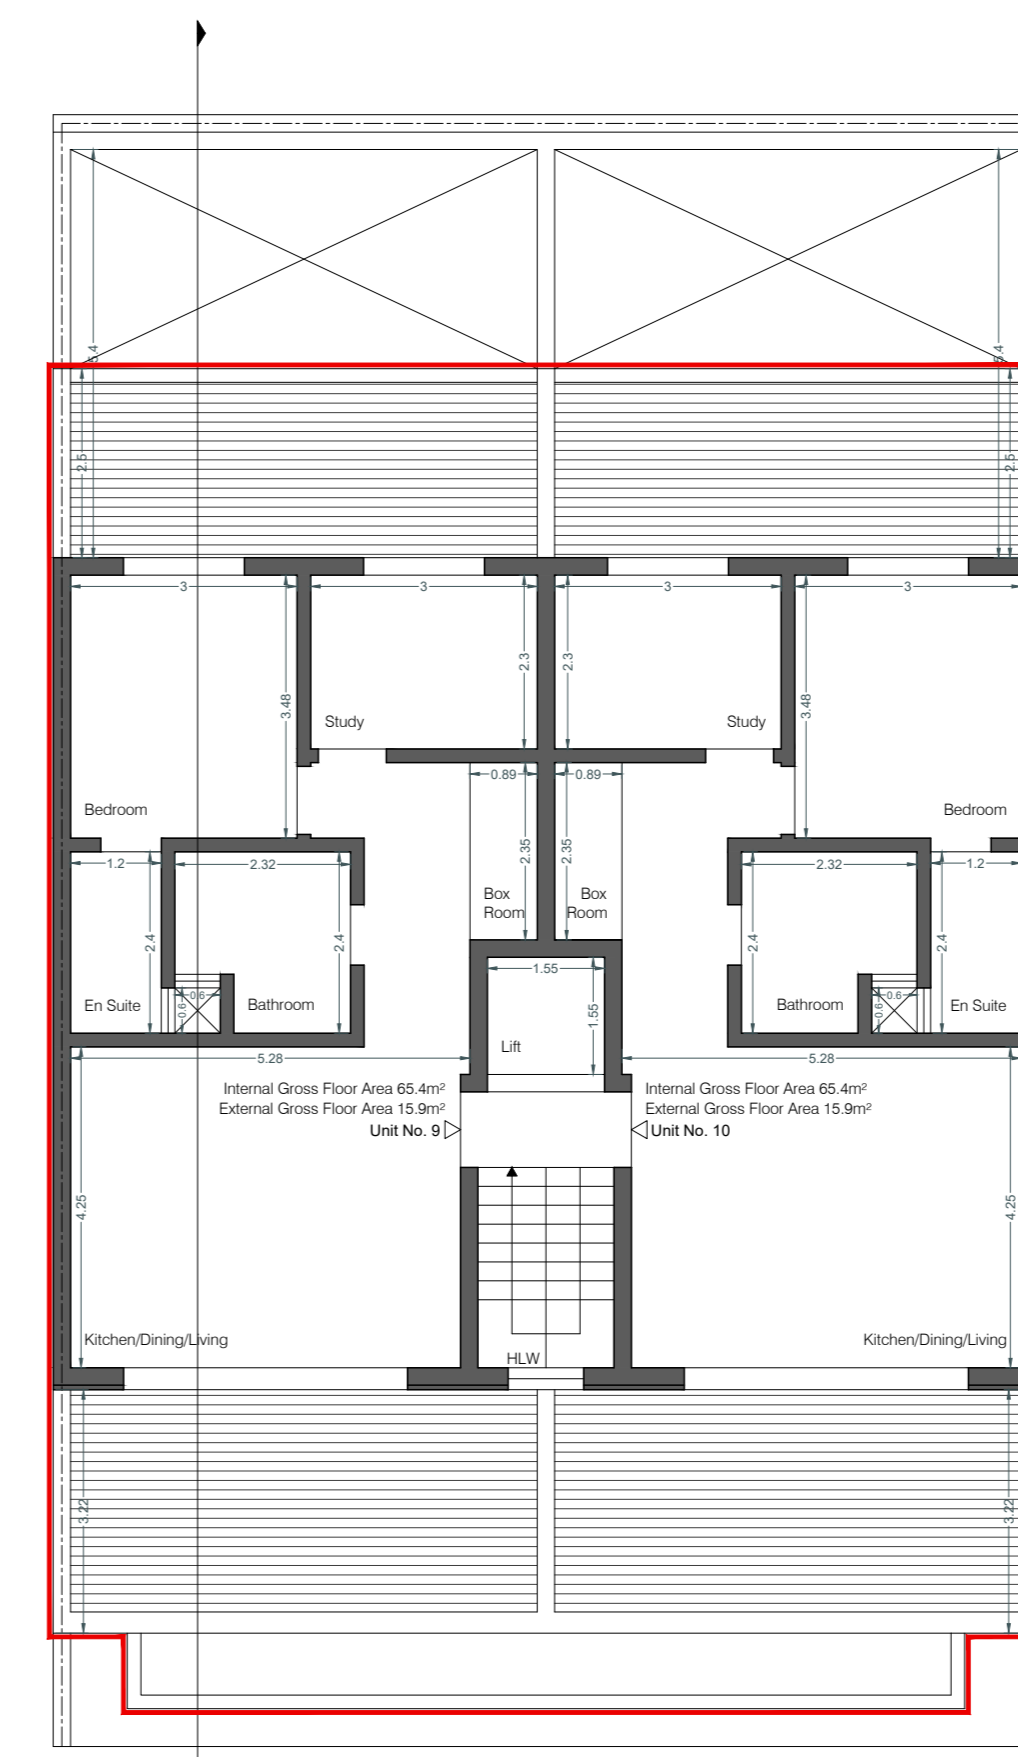 5.4
5.4
2.5
2.5
3
3
3
3
2.3
2.3
3.48
3.48
Study
Study
0.89
0.89
Bedroom
Bedroom
2.35
2.35
1.2
2.32
2.32
1.2
Box
Room
Box
Room
2.4
2.4
2.4
2.4
1.55
0.6
0.6
0.6
0.6
En Suite
Bathroom
Bathroom
En Suite
1.55
Lift
5.28
5.28
Internal Gross Floor Area 65.4m²
External Gross Floor Area 15.9m²
Unit No. 9
Internal Gross Floor Area 65.4m²
External Gross Floor Area 15.9m²
Unit No. 10
4.25
4.25
Kitchen/Dining/Living
Kitchen/Dining/Living
HLW
3.22
3.22